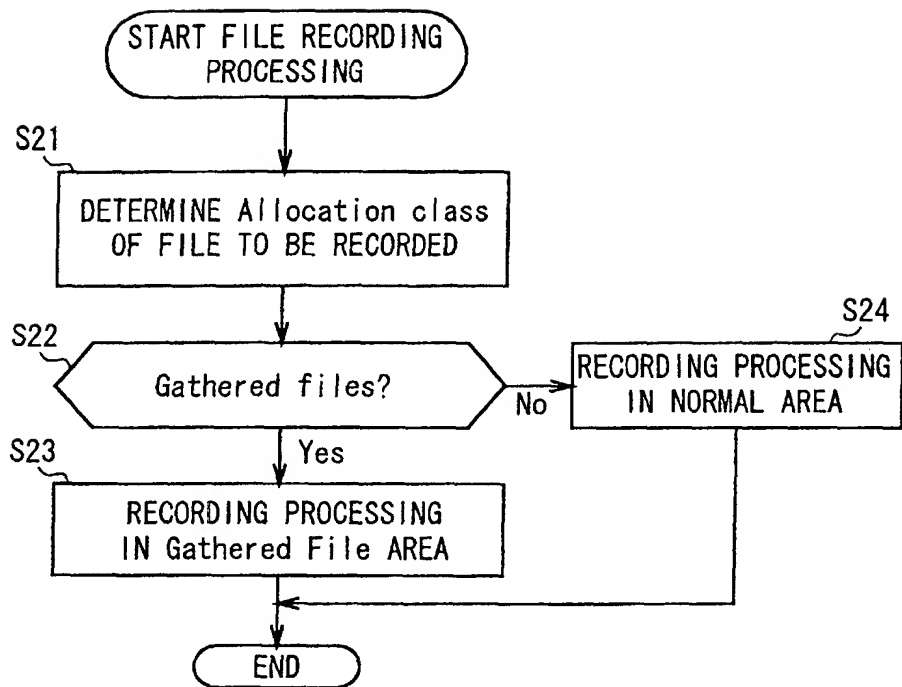 START FILE RECORDING
PROCESSING
S21
DETERMINE Allocation class
OF FILE TO BE RECORDED
S22
Gathered files?
No
S24
RECORDING PROCESSING
IN NORMAL AREA
Yes
S23
RECORDING PROCESSING
IN Gathered File AREA
END